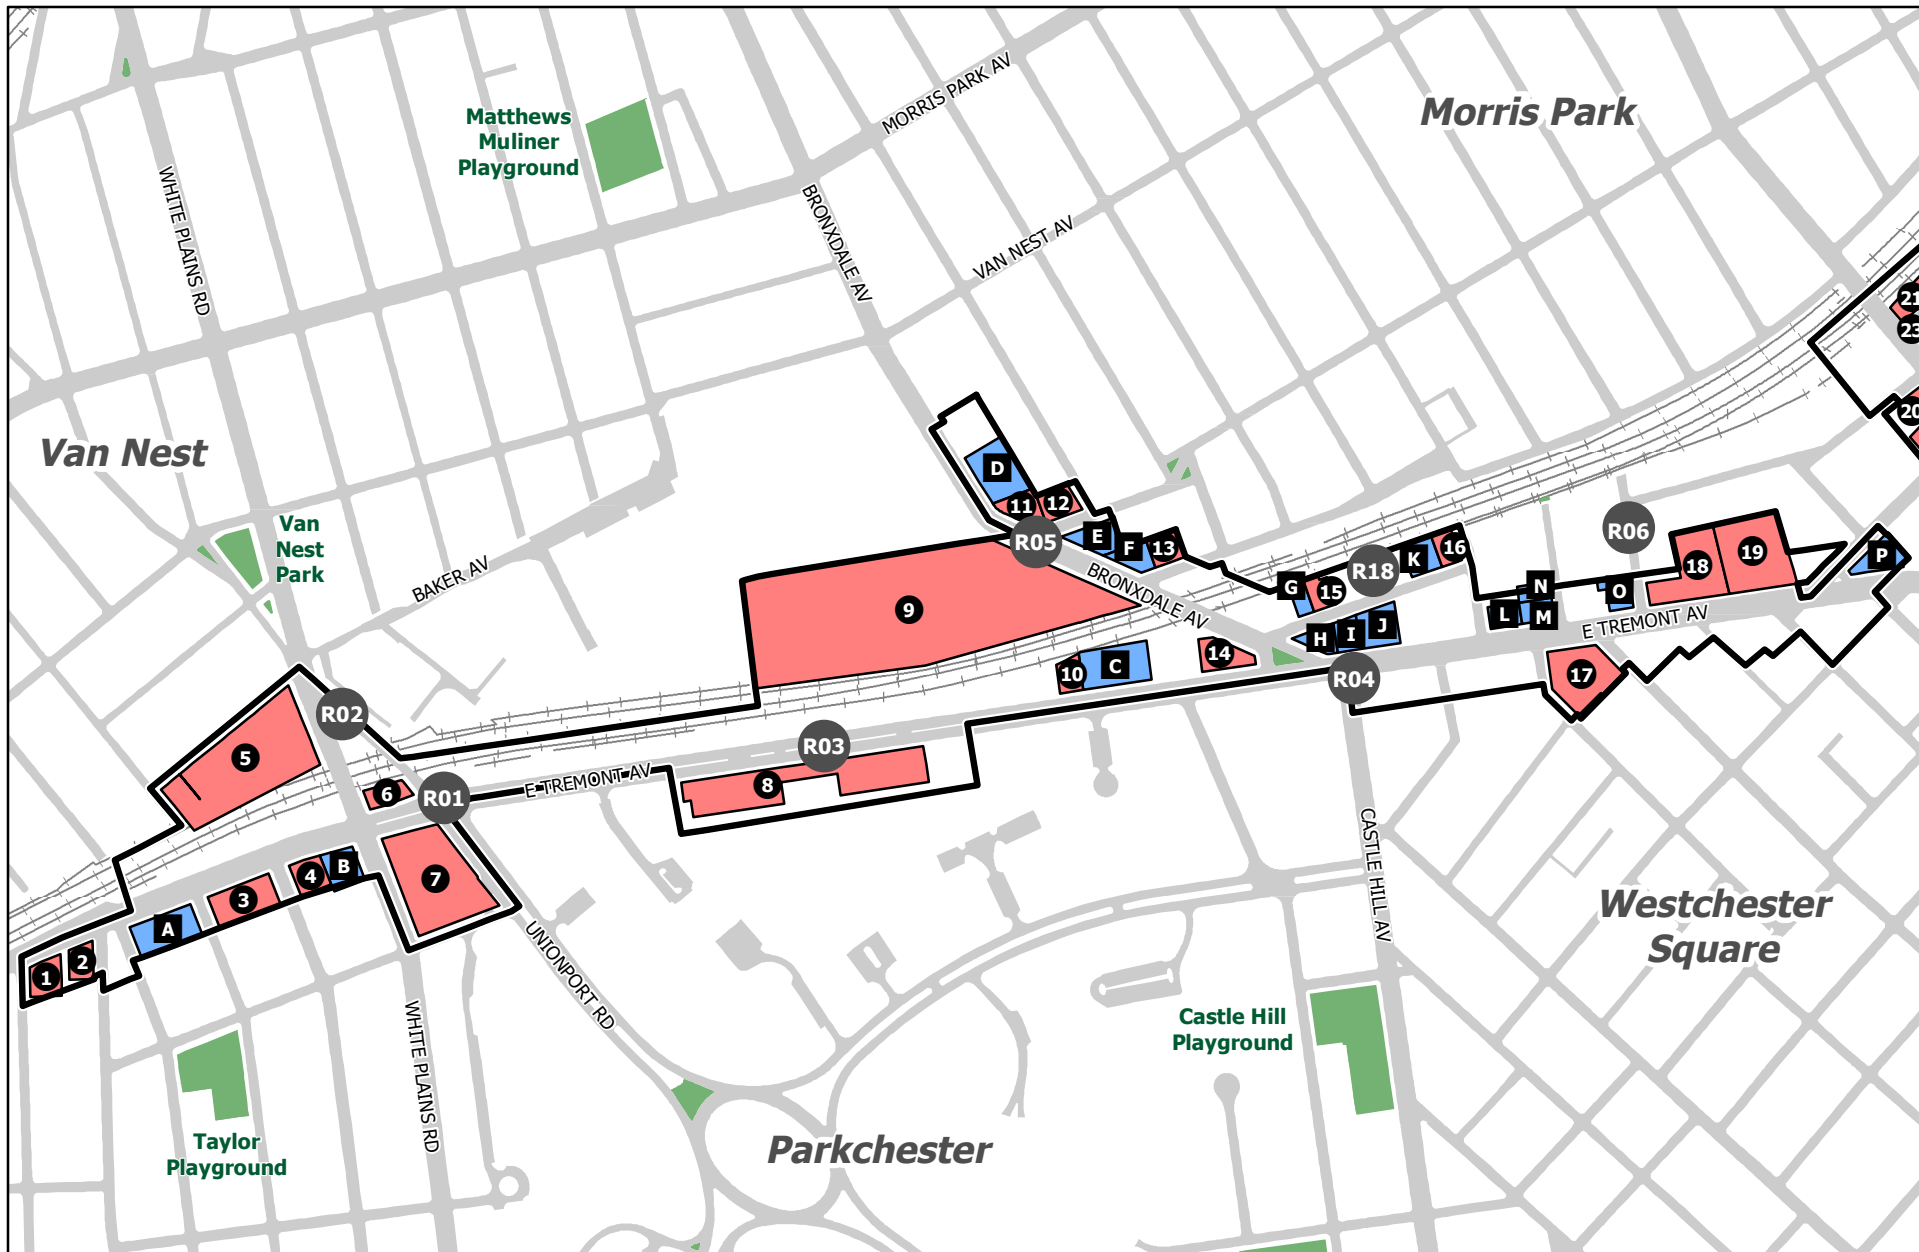 MORRIS PARK AV
Morris Park
Matthews
Muliner
Playground
WHITE PLAINS RD
BRONXDALE AV
VAN NEST AV
21
23
20
Van Nest
D
11
12
R05
E
F
13
Van
Nest
Park
BAKER AV
9
BRONXDALE AV
R18
G
15
K
16
R06
18
19
P
N
O
L
M
E TREMONT AV
H
I
J
14
10
C
R04
17
R02
5
R03
6
R01
E TREMONT AV
8
4
B
7
3
A
2
1
CASTLE HILL AV
UNIONPORT RD
Westchester
Square
WHITE PLAINS RD
Castle Hill
Playground
Taylor
Playground
Parkchester